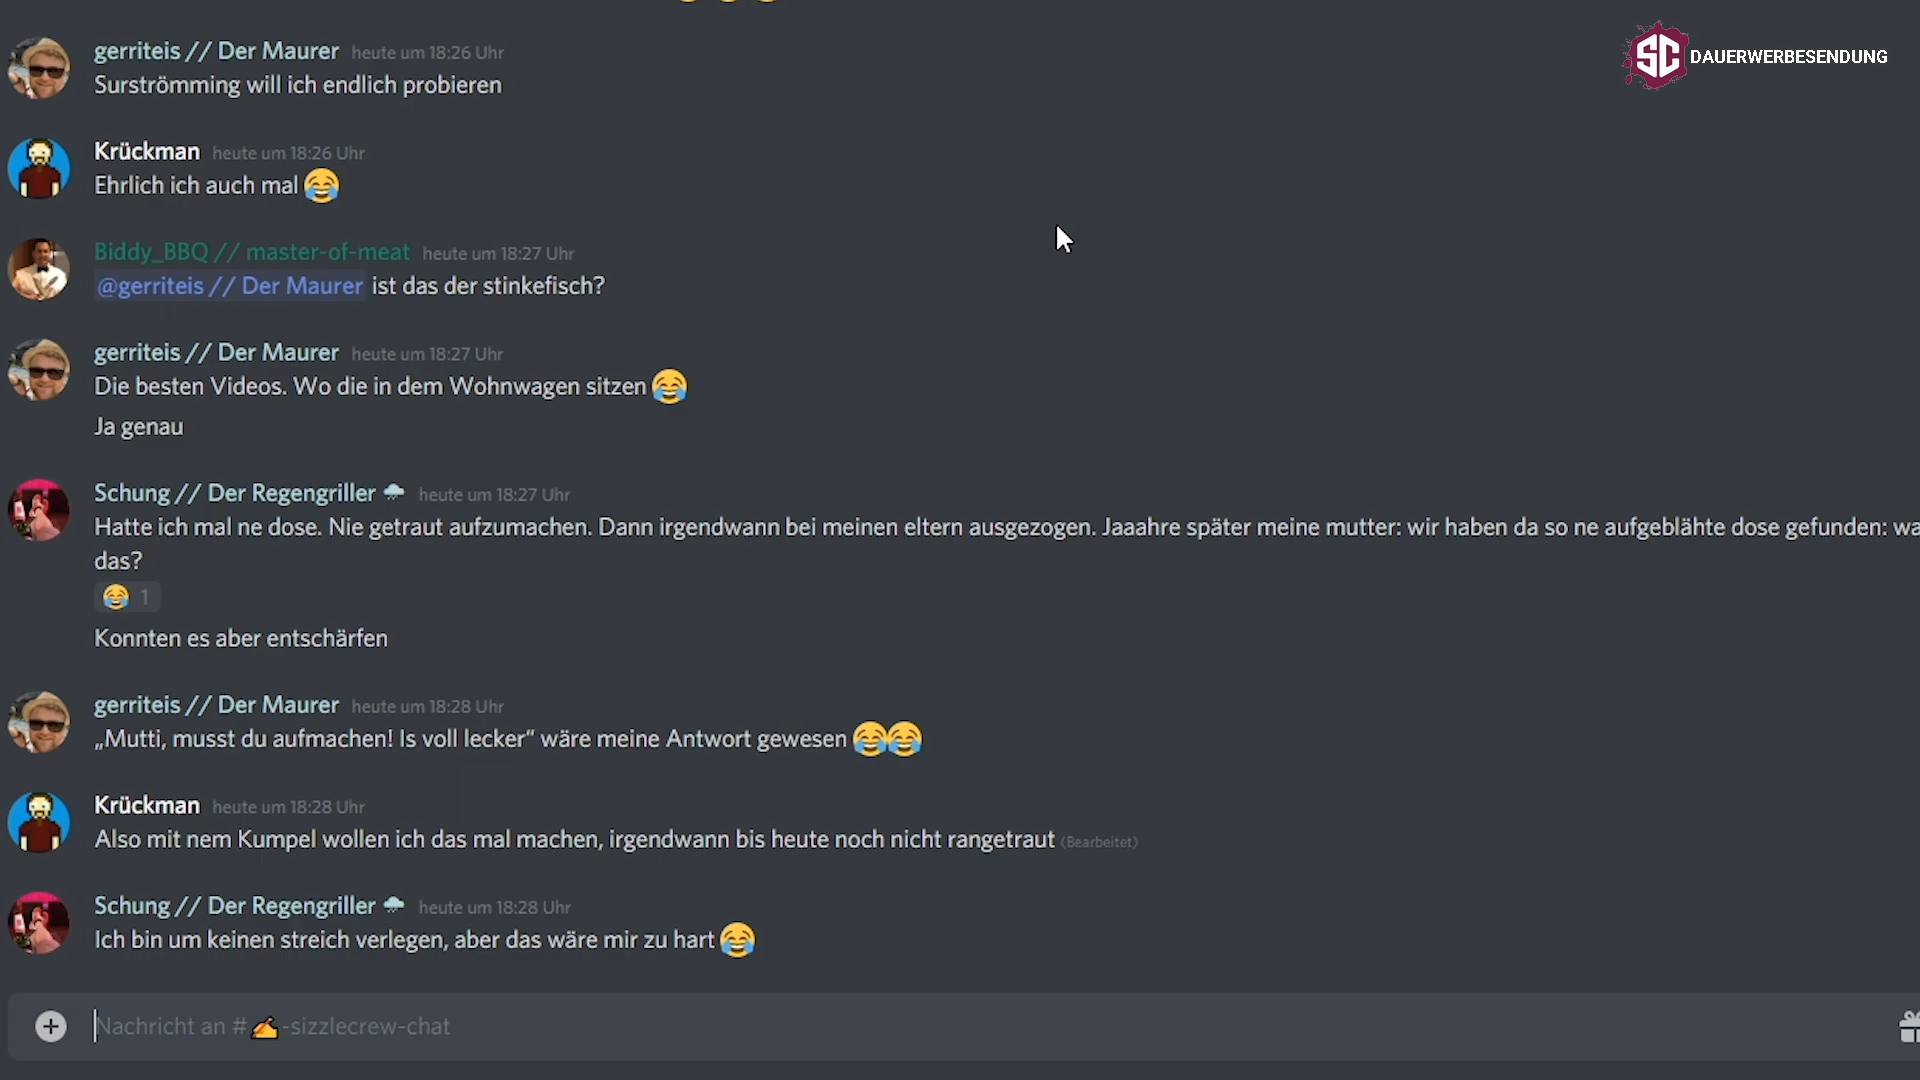 gerriteis // Der Maurer heute um 18:26 Uhr
SC DAUERWERBESENDUNG
Surströmming will ich endlich probieren
Krückman heute um 18:26 Uhr
Ehrlich ich auch mal 😂
Biddy_BBQ // master-of-meat heute um 18:27 Uhr
@gerriteis // Der Maurer ist das der stinkefisch?
gerriteis // Der Maurer heute um 18:27 Uhr
Die besten Videos. Wo die in dem Wohnwagen sitzen 😂
Ja genau
Schung // Der Regengriller 🌧 heute um 18:27 Uhr
Hatte ich mal ne dose. Nie getraut aufzumachen. Dann irgendwann bei meinen eltern ausgezogen. Jaaahre später meine mutter: wir haben da so ne aufgeblähte dose gefunden:
das?
😂 1
Konnten es aber entschärfen
gerriteis // Der Maurer heute um 18:28 Uhr
„Mutti, musst du aufmachen! Is voll lecker“ wäre meine Antwort gewesen 😂😂
Krückman heute um 18:28 Uhr
Also mit nem Kumpel wollen ich das mal machen, irgendwann bis heute noch nicht rangetraut (Bearbeitet)
Schung // Der Regengriller 🌧 heute um 18:28 Uhr
Ich bin um keinen streich verlegen, aber das wäre mir zu hart 😂
Nachricht an #✍-sizzlecrew-chat